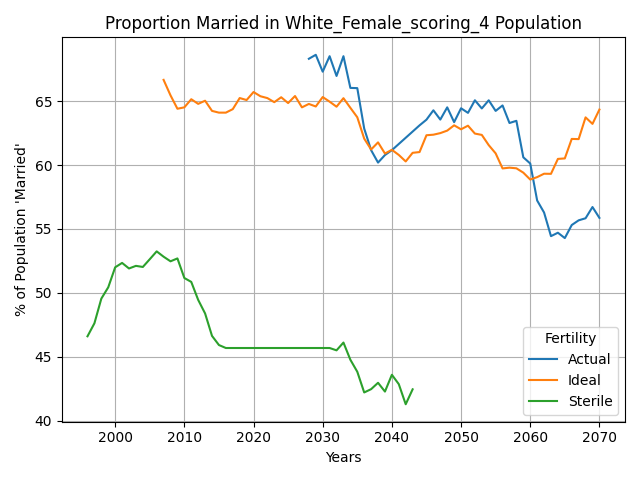 Proportion Married in White_Female_scoring_4 Population
% of Population 'Married'
65
60
55
50
45
40
2000
2010
2020
2030
2040
2050
2060
2070
Years
Fertility
Actual
Ideal
Sterile